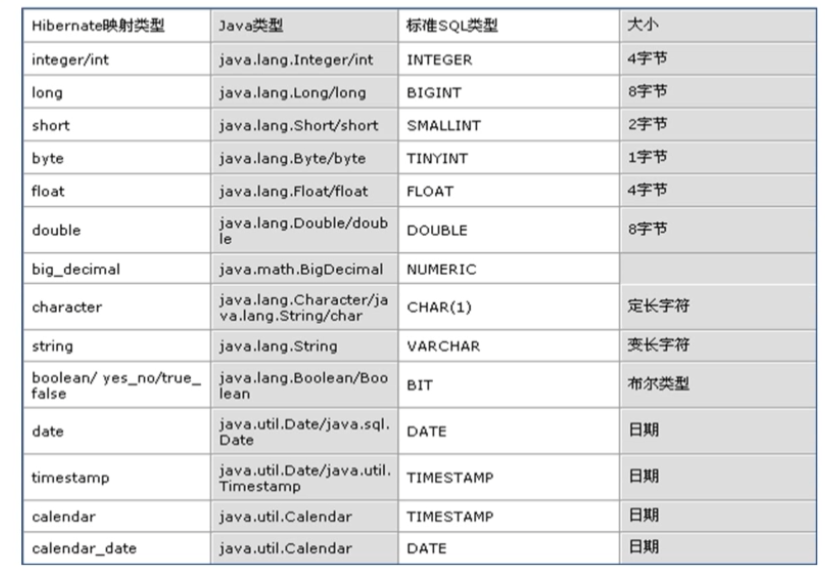 Hibernate映射类型 Java类型 标准SQL类型 大小
integer/int java.lang.Integer/int INTEGER 4字节
long java.lang.Long/long BIGINT 8字节
short java.lang.Short/short SMALLINT 2字节
byte java.lang.Byte/byte TINYINT 1字节
float java.lang.Float/float FLOAT 4字节
double java.lang.Double/doub
le DOUBLE 8字节
big_decimal java.math.BigDecimal NUMERIC
character java.lang.Character/ja
va.lang.String/char CHAR(1) 定长字符
string java.lang.String VARCHAR 变长字符
boolean/ yes_no/true_
false java.lang.Boolean/Boo
lean BIT 布尔类型
date java.util.Date/java.sql.
Date DATE 日期
timestamp java.util.Date/java.util.
Timestamp TIMESTAMP 日期
calendar java.util.Calendar TIMESTAMP 日期
calendar_date java.util.Calendar DATE 日期